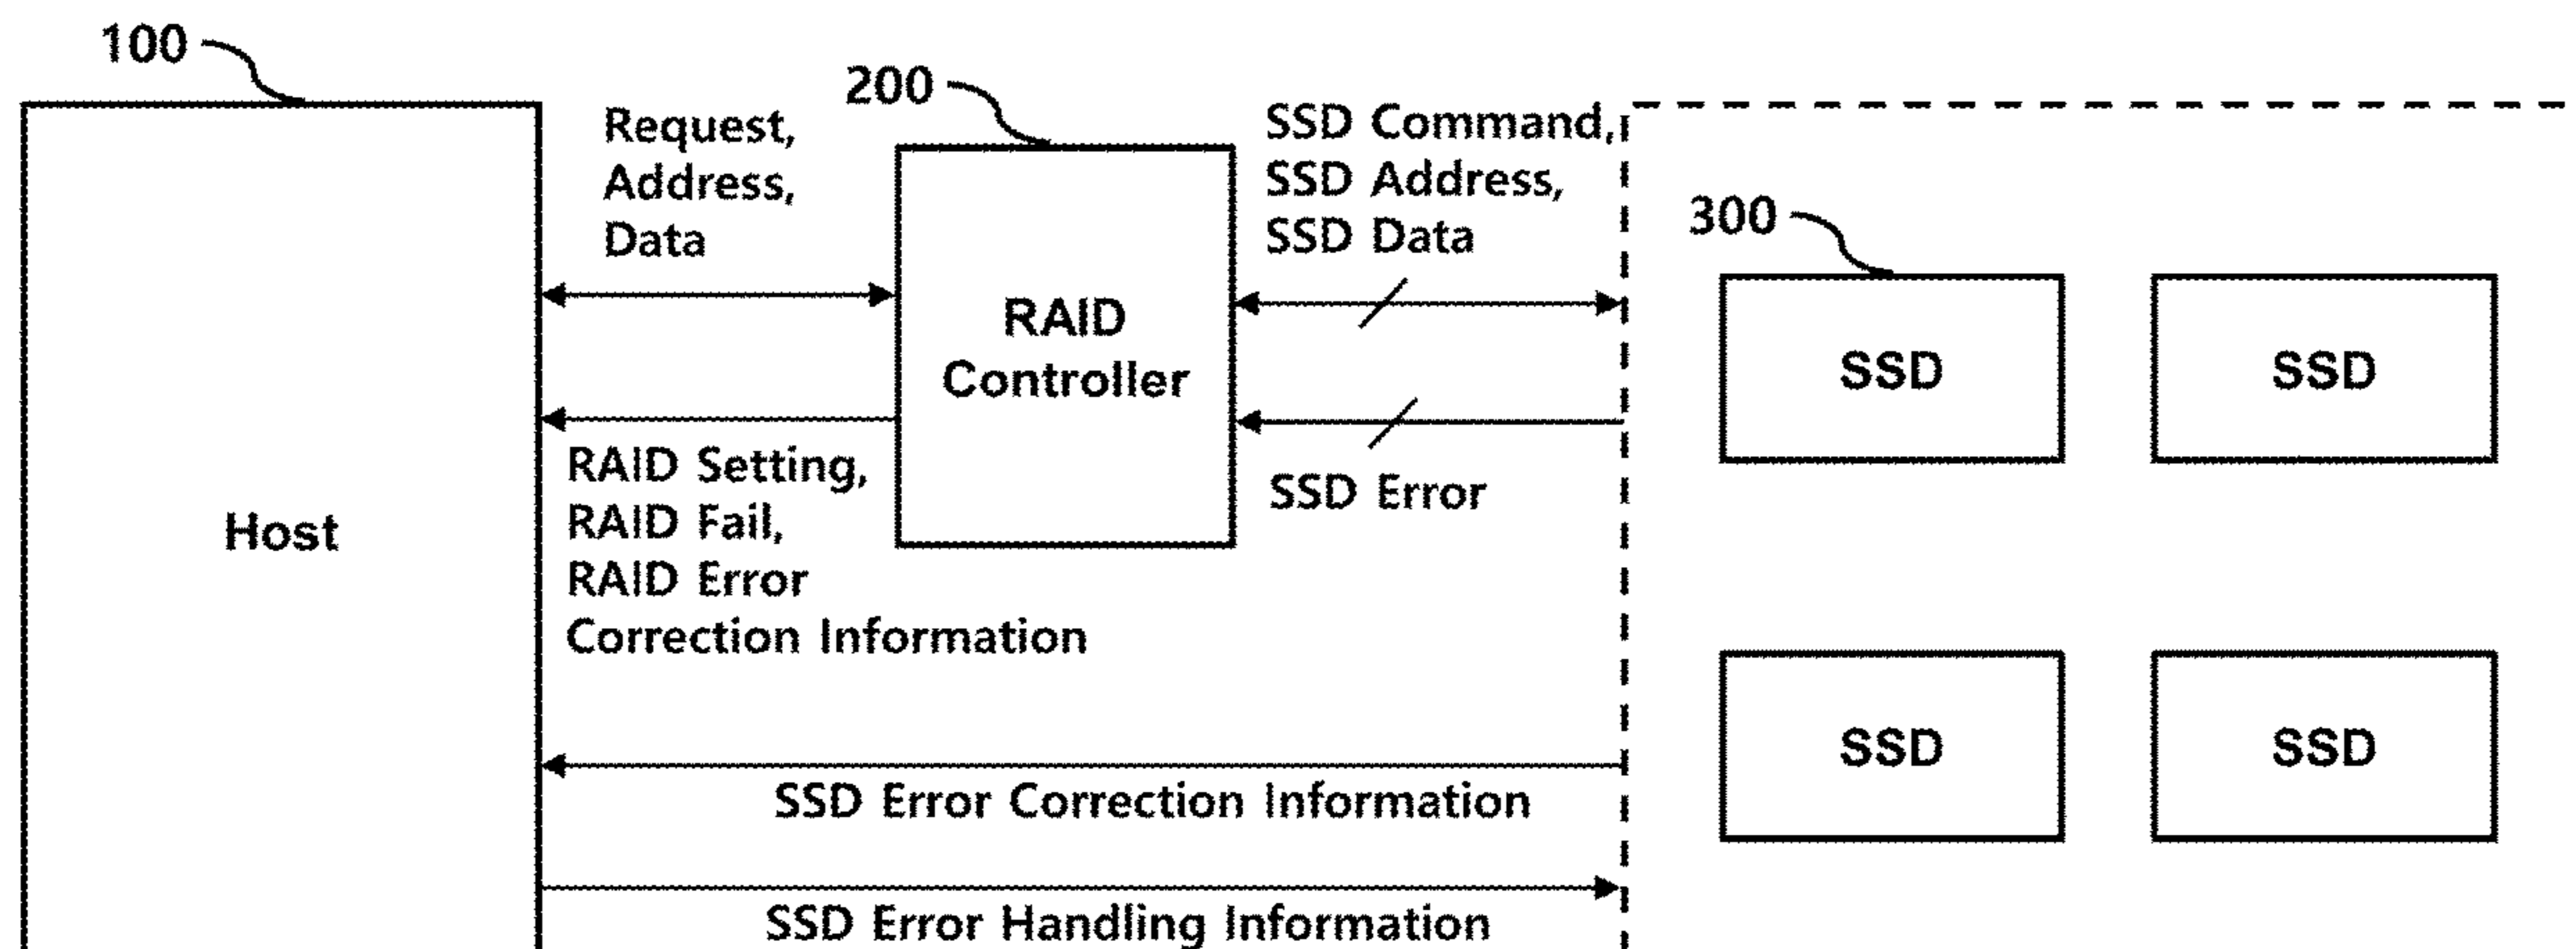 100
200
Request,
Address,
Data
SSD Command,
SSD Address,
SSD Data
300
RAID
Controller
SSD
SSD
RAID Setting,
RAID Fail,
RAID Error
Correction Information
SSD Error
Host
SSD
SSD
SSD Error Correction Information
SSD Error Handling Information